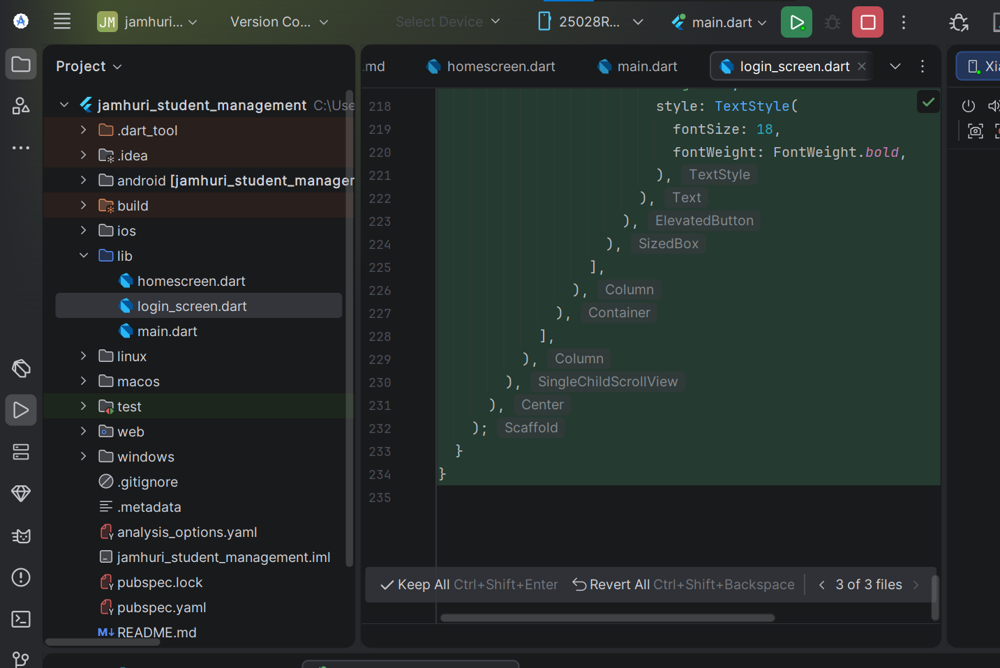 JM jamhuri... Version Co... Select Device 25028R... main.dart
Project
jamhuri_student_management C:\Use
.dart_tool
.idea
android [jamhuri_student_manager
build
ios
lib
homescreen.dart
login_screen.dart
main.dart
linux
macos
test
web
windows
.gitignore
.metadata
analysis_options.yaml
jamhuri_student_management.iml
pubspec.lock
pubspec.yaml
M↓ README.md
.md homescreen.dart main.dart login_screen.dart
218 style: TextStyle(
219 fontSize: 18,
220 fontWeight: FontWeight.bold,
221 ), TextStyle
222 ), Text
223 ), ElevatedButton
224 ), SizedBox
225 ],
226 ), Column
227 ), Container
228 ],
229 ), Column
230 ), SingleChildScrollView
231 ), Center
232 ); Scaffold
233 }
234 }
235
Keep All Ctrl+Shift+Enter Revert All Ctrl+Shift+Backspace 3 of 3 files
Xia